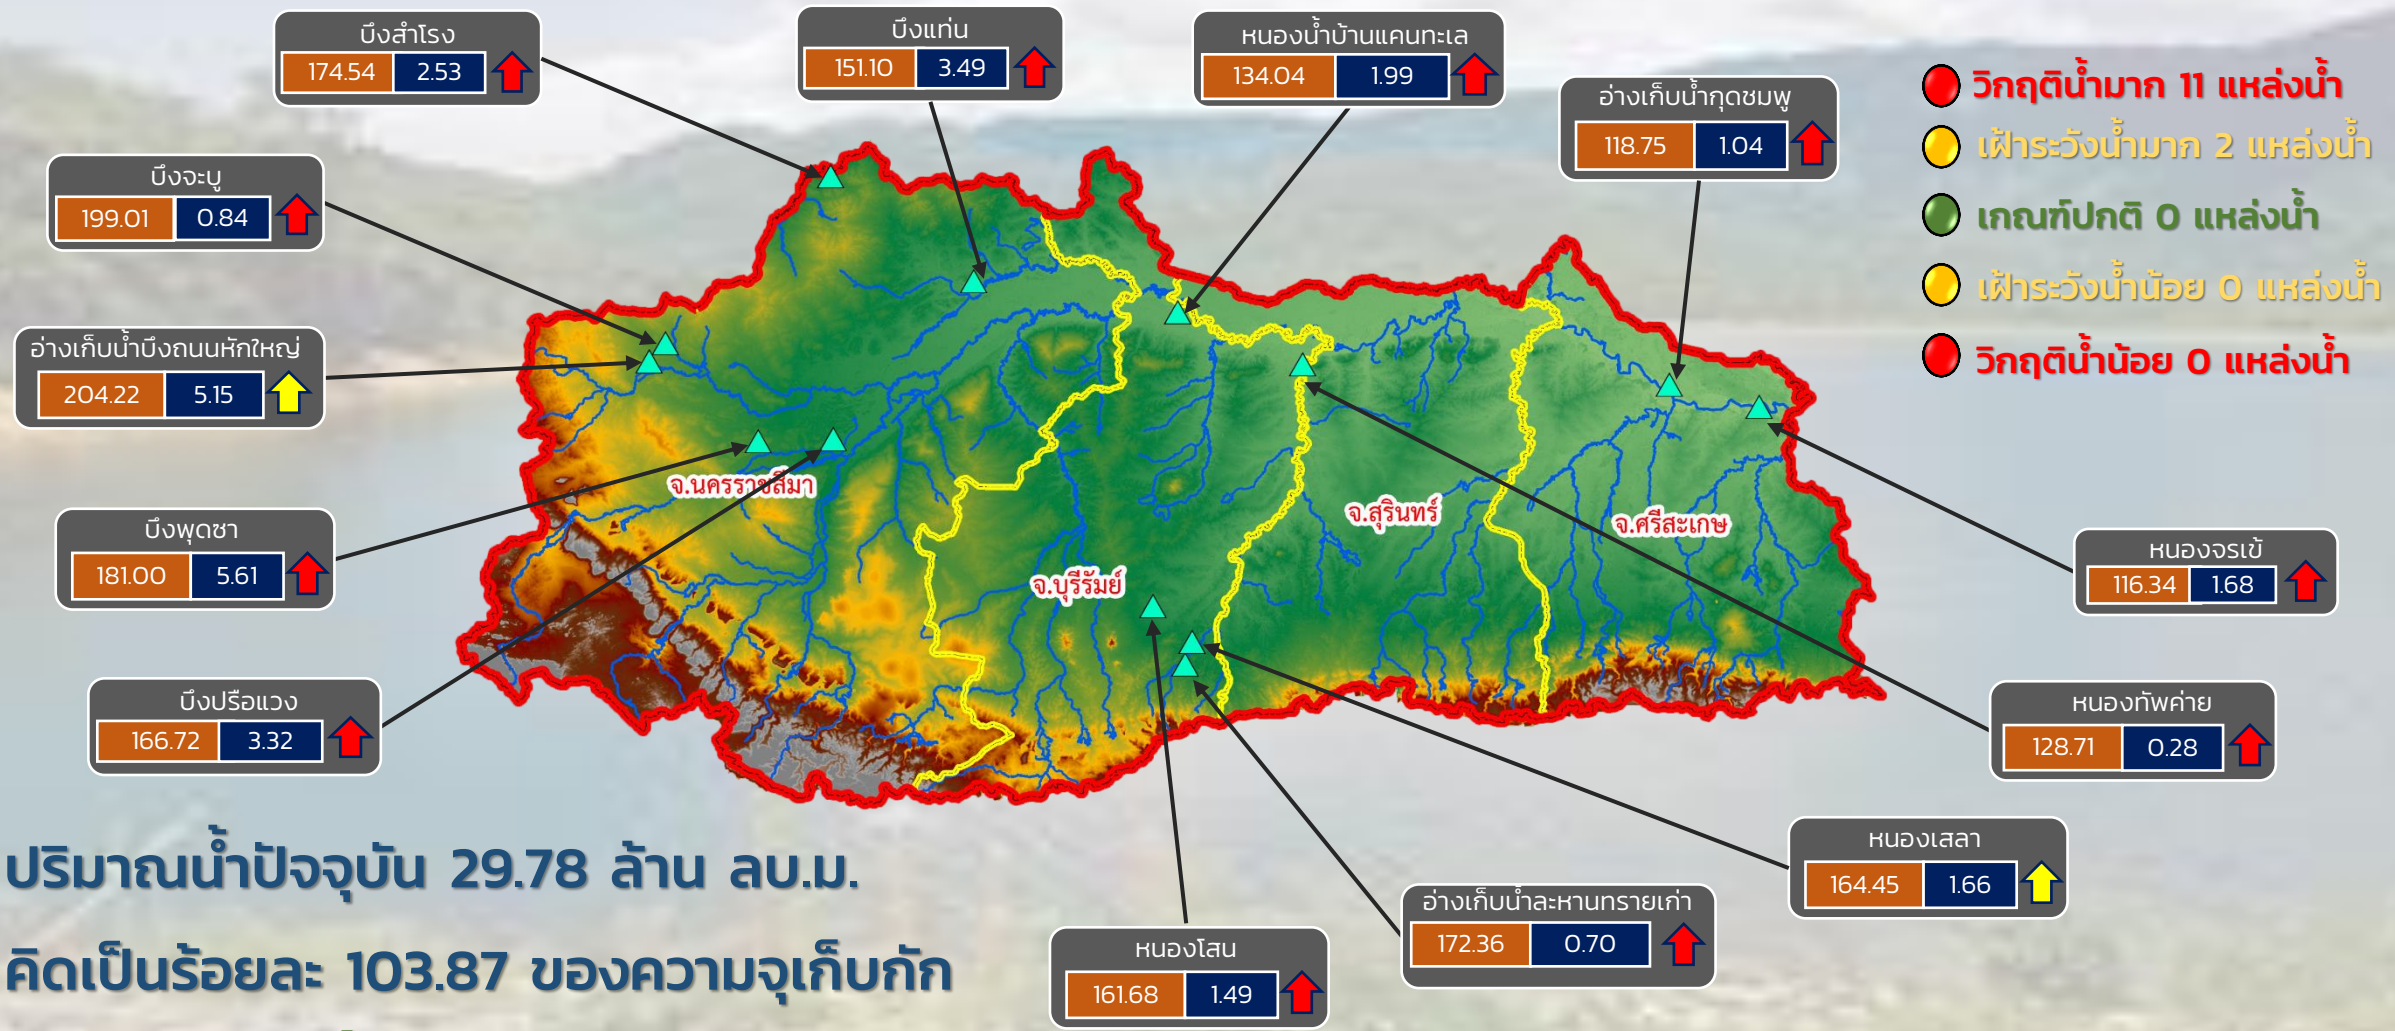 บึงสำโรง
174.54 2.53
บึงแท่น
151.10 3.49
หนองน้ำบ้านแคนทะเล
134.04 1.99
อ่างเก็บน้ำกุดชมพู
118.75 1.04
วิกฤติน้ำมาก 11 แหล่งน้ำ
เฝ้าระวังน้ำมาก 2 แหล่งน้ำ
เกณฑ์ปกติ 0 แหล่งน้ำ
เฝ้าระวังน้ำน้อย 0 แหล่งน้ำ
วิกฤติน้ำน้อย 0 แหล่งน้ำ
บึงจะบู
199.01 0.84
อ่างเก็บน้ำบึงถนนหักใหญ่
204.22 5.15
บึงพุดซา
181.00 5.61
บึงปรือแวง
166.72 3.32
จ.นครราชสีมา
จ.บุรีรัมย์
จ.สุรินทร์
จ.ศรีสะเกษ
หนองจรเข้
116.34 1.68
หนองทัพค่าย
128.71 0.28
หนองเสลา
164.45 1.66
อ่างเก็บน้ำละหานทรายเก่า
172.36 0.70
หนองโสน
161.68 1.49
ปริมาณน้ำปัจจุบัน 29.78 ล้าน ลบ.ม.
คิดเป็นร้อยละ 103.87 ของความจุเก็บกัก